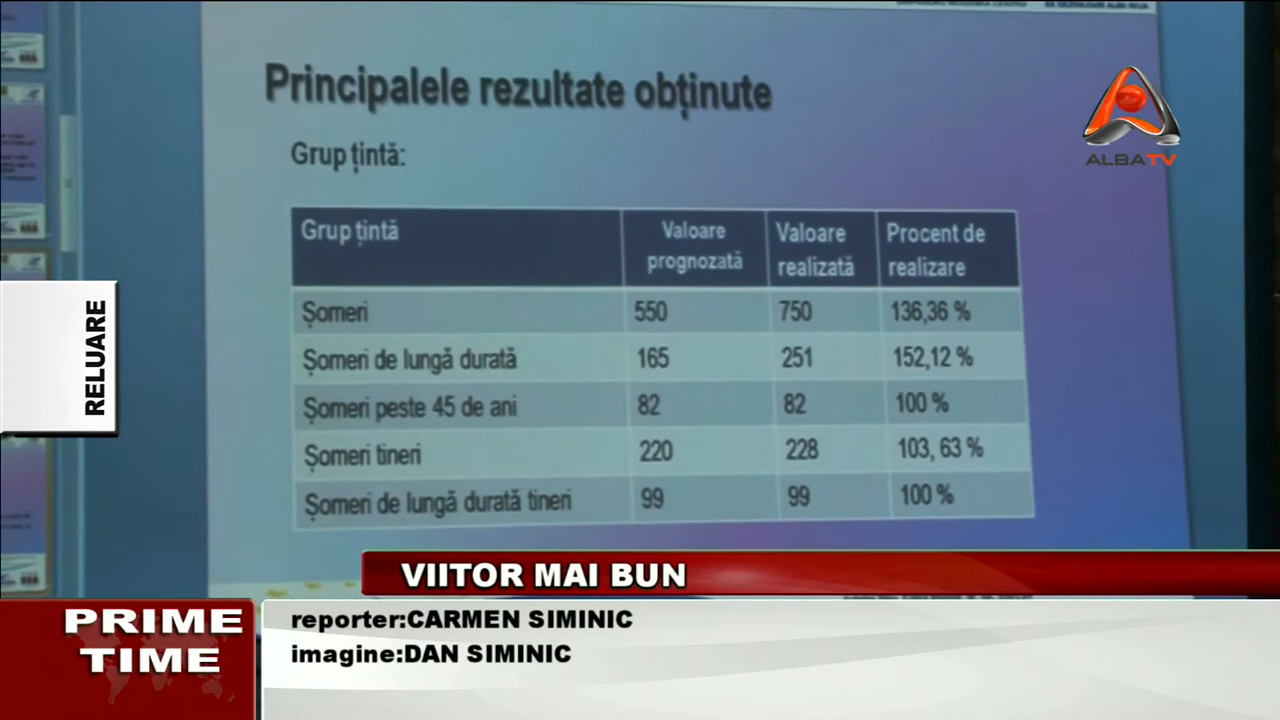 Principalele rezultate obținute
ALBATV
Grup țintă:
Grup țintă Valoare prognozată Valoare realizată Procent de realizare
Șomeri 550 750 136,36 %
Șomeri de lungă durată 165 251 152,12 %
Șomeri peste 45 de ani 82 82 100 %
Șomeri tineri 220 228 103, 63 %
Șomeri de lungă durată tineri 99 99 100 %
RELUARE
VIITOR MAI BUN
PRIME TIME
reporter:CARMEN SIMINIC
imagine:DAN SIMINIC